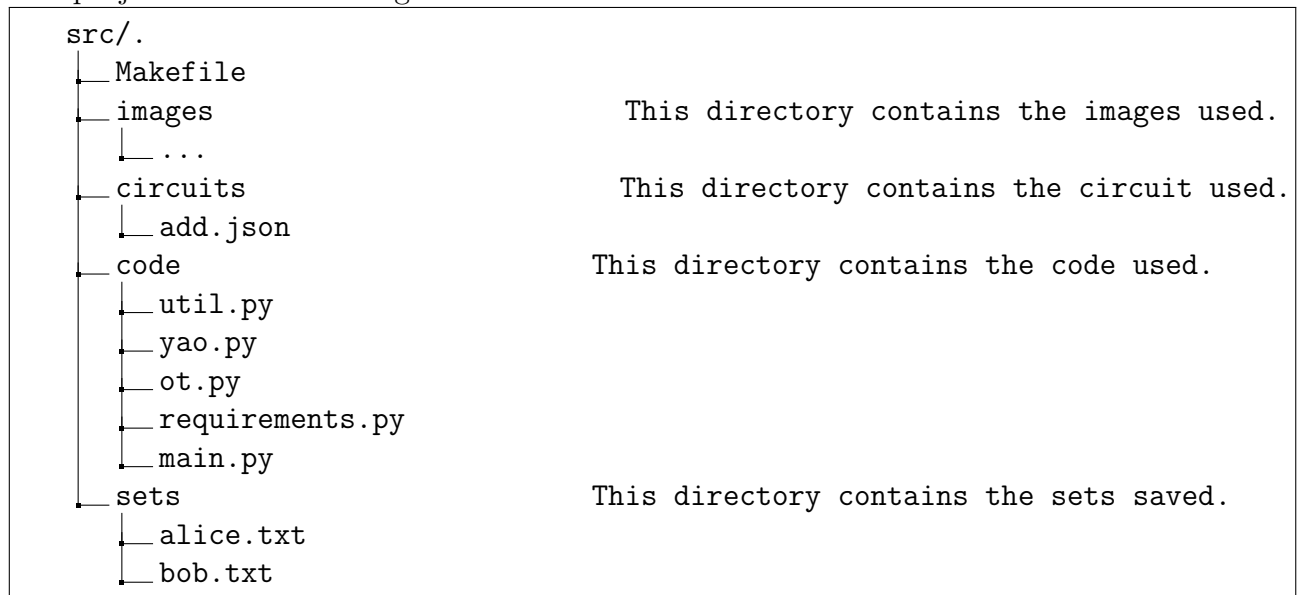 src/.
Makefile
images This directory contains the images used.
...
circuits This directory contains the circuit used.
add.json
code This directory contains the code used.
util.py
yao.py
ot.py
requirements.py
main.py
sets This directory contains the sets saved.
alice.txt
bob.txt